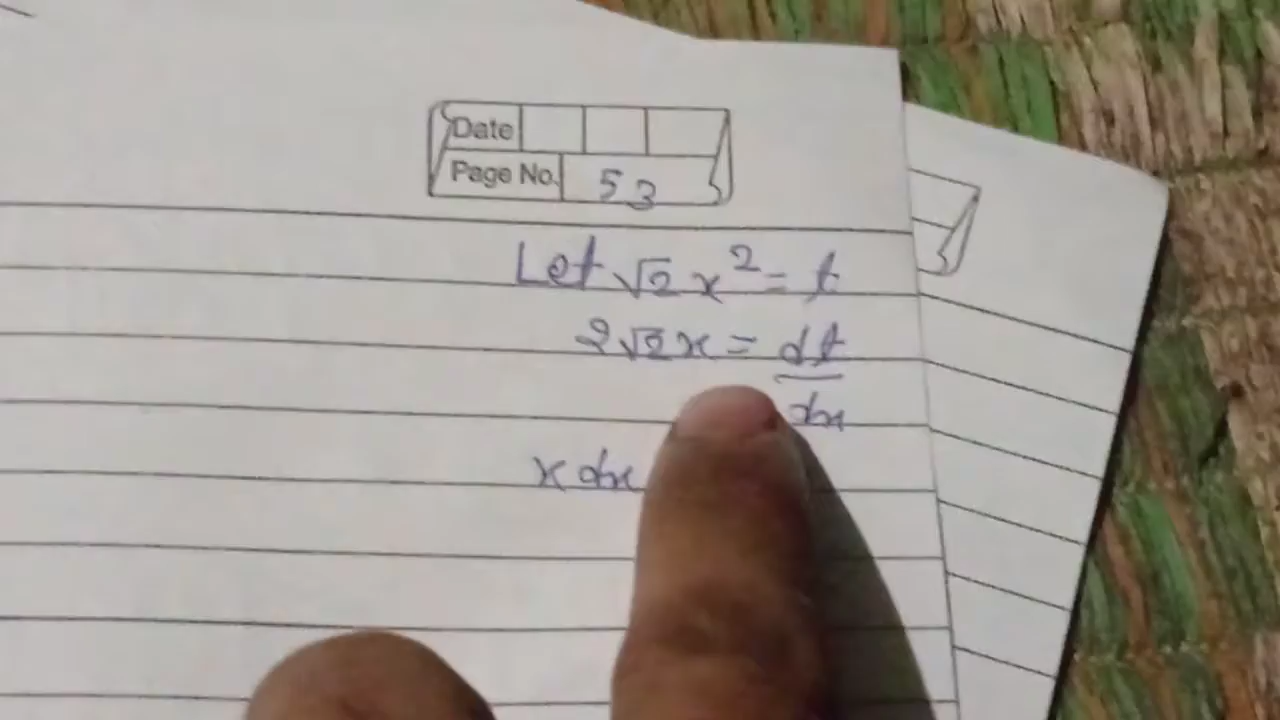 Date
Page No. 53
Let √2 x² = t
2√2x = dt/dx
x dx